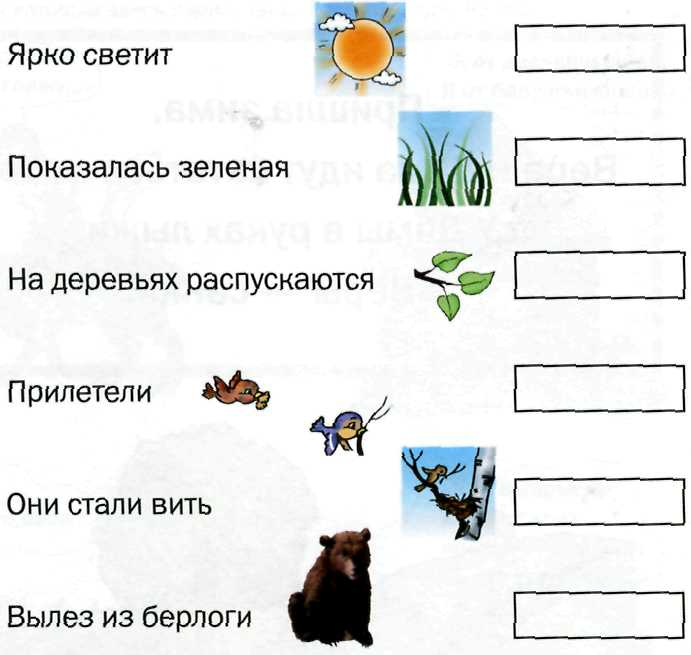 Ярко светит
Показалась зеленая
На деревьях распускаются
Прилетели
Они стали вить
Вылез из берлоги